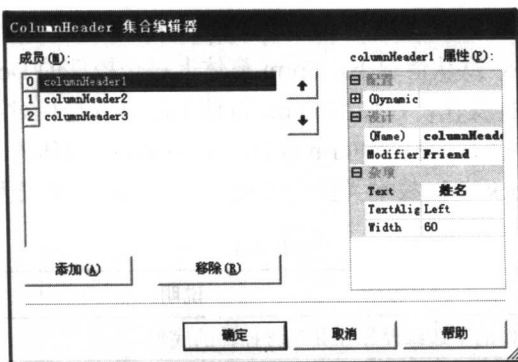 ColumnHeader 集合编辑器
成员(M):
0 columnHeader1
1 columnHeader2
2 columnHeader3
添加(A)
移除(R)
columnHeader1 属性(P):
配置
(Dynamic
设计
(Name) columnHeade
Modifier Friend
杂项
Text 姓名
TextAlig Left
Width 60
确定
取消
帮助